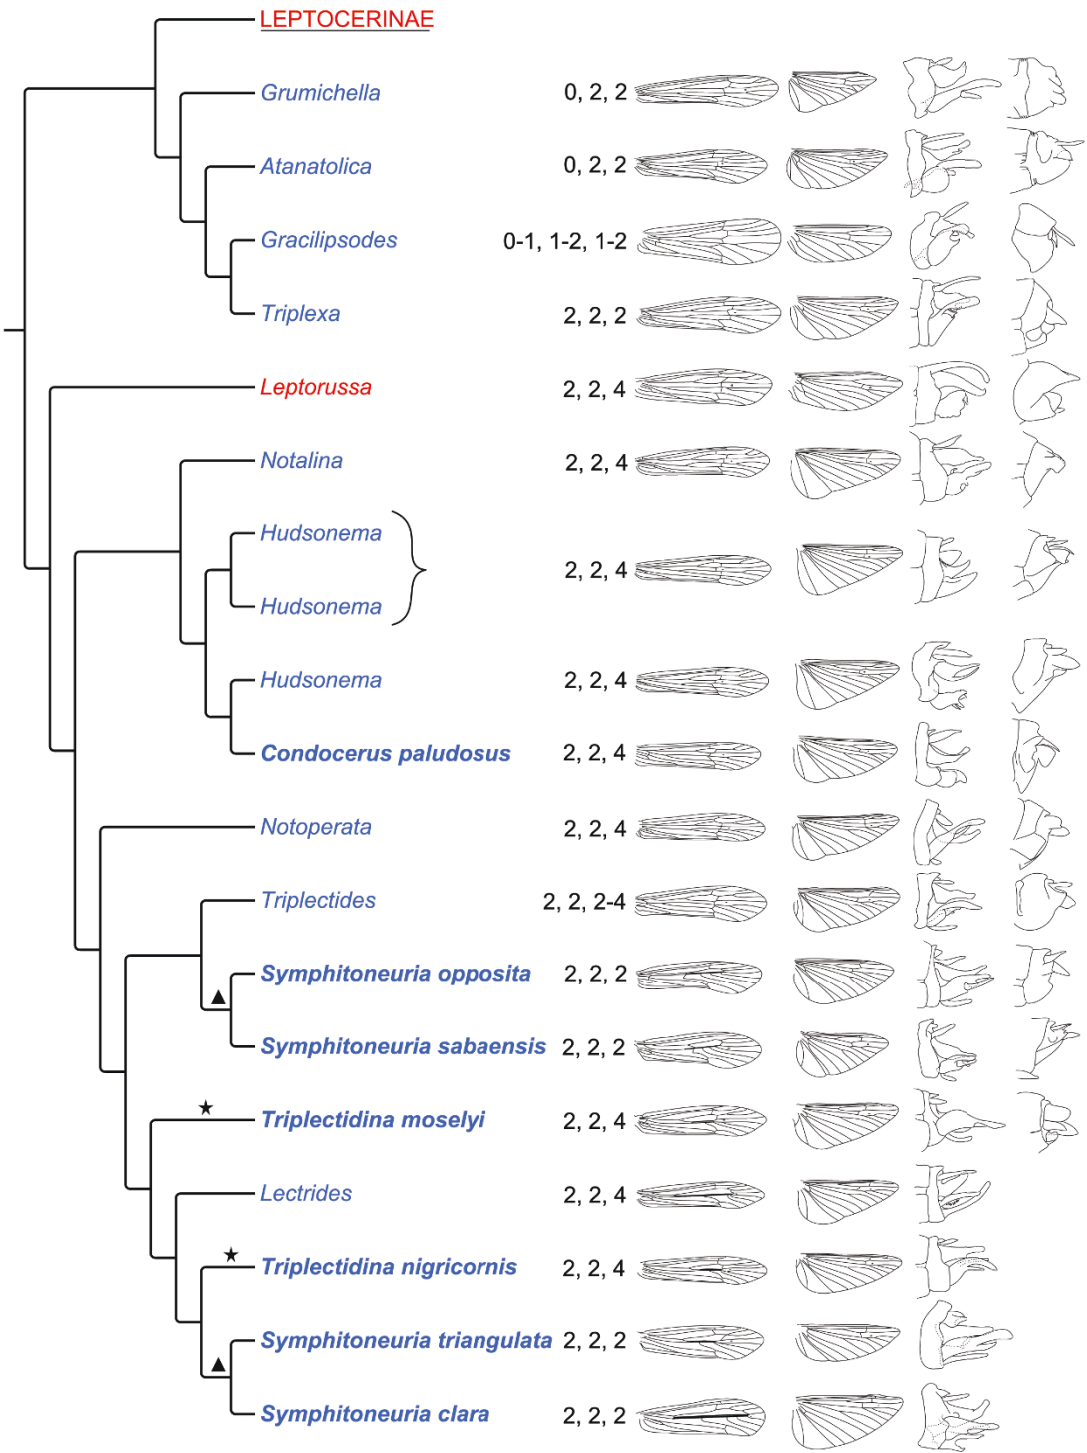 LEPTOCERINAE
Grumichella 0, 2, 2
Atanatolica 0, 2, 2
Gracilipsodes 0-1, 1-2, 1-2
Triplexa 2, 2, 2
Leptorussa 2, 2, 4
Notalina 2, 2, 4
Hudsonema
2, 2, 4
Hudsonema
Hudsonema 2, 2, 4
Condocerus paludosus 2, 2, 4
Notoperata 2, 2, 4
Triplectides 2, 2, 2-4
Symphitoneuria opposita 2, 2, 2
Symphitoneuria sabaensis 2, 2, 2
Triplectidina moselyi 2, 2, 4
Lectrides 2, 2, 4
Triplectidina nigricornis 2, 2, 4
Symphitoneuria triangulata 2, 2, 2
Symphitoneuria clara 2, 2, 2